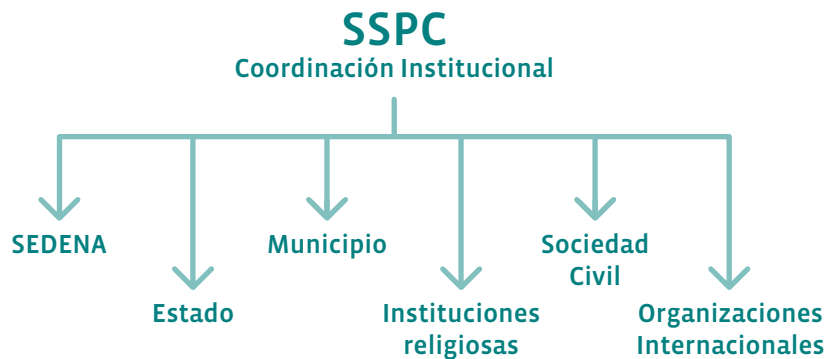 SSPC
Coordinación Institucional
SEDENA
Municipio
Sociedad
Civil
Estado
Instituciones
religiosas
Organizaciones
Internacionales